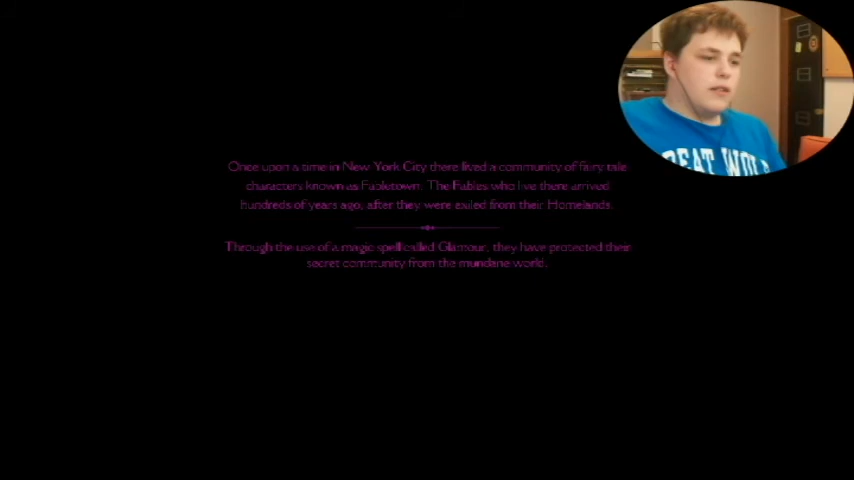 Once upon a time in New York City there lived a community of fairy tale
characters known as Fabletown. The Fables who live there arrived
hundreds of years ago, after they were exiled from their Homelands.
Through the use of a magic spell called Glamour, they have protected their
secret community from the mundane world.
EAT WOL